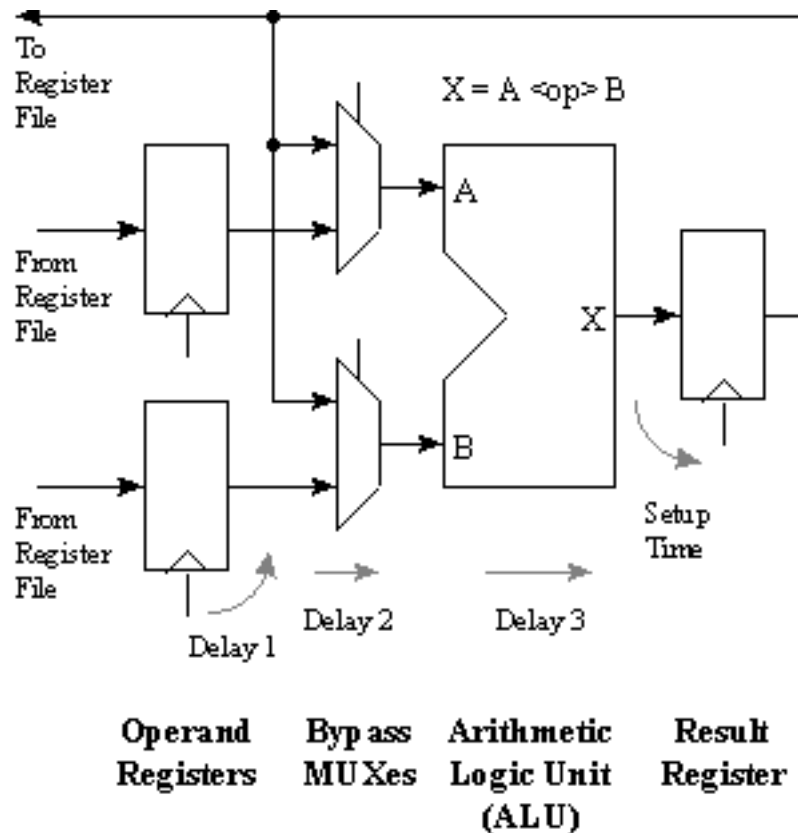 To
Register
File
X = A <op> B
A
From
Register
File
X
B
From
Register
File
Setup
Time
Delay 1
Delay 2
Delay 3
Operand
Registers
Bypass
MUXes
Arithmetic
Logic Unit
(ALU)
Result
Register